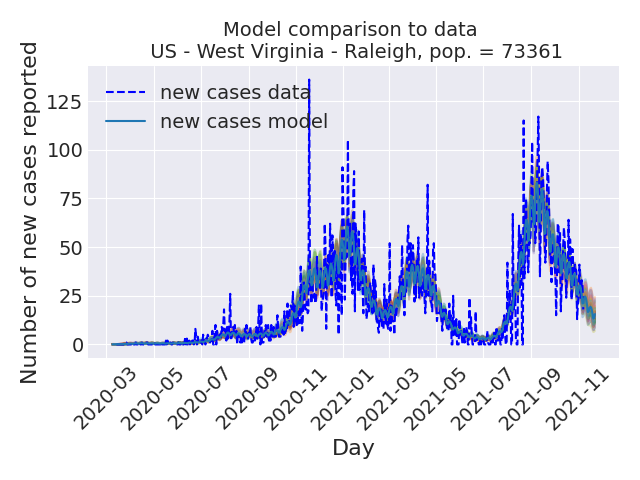 Model comparison to data
US - West Virginia - Raleigh, pop. = 73361
Number of new cases reported
new cases data
new cases model
125
100
75
50
25
0
2020-03
2020-05
2020-07
2020-09
2020-11
2021-01
2021-03
2021-05
2021-07
2021-09
2021-11
Day